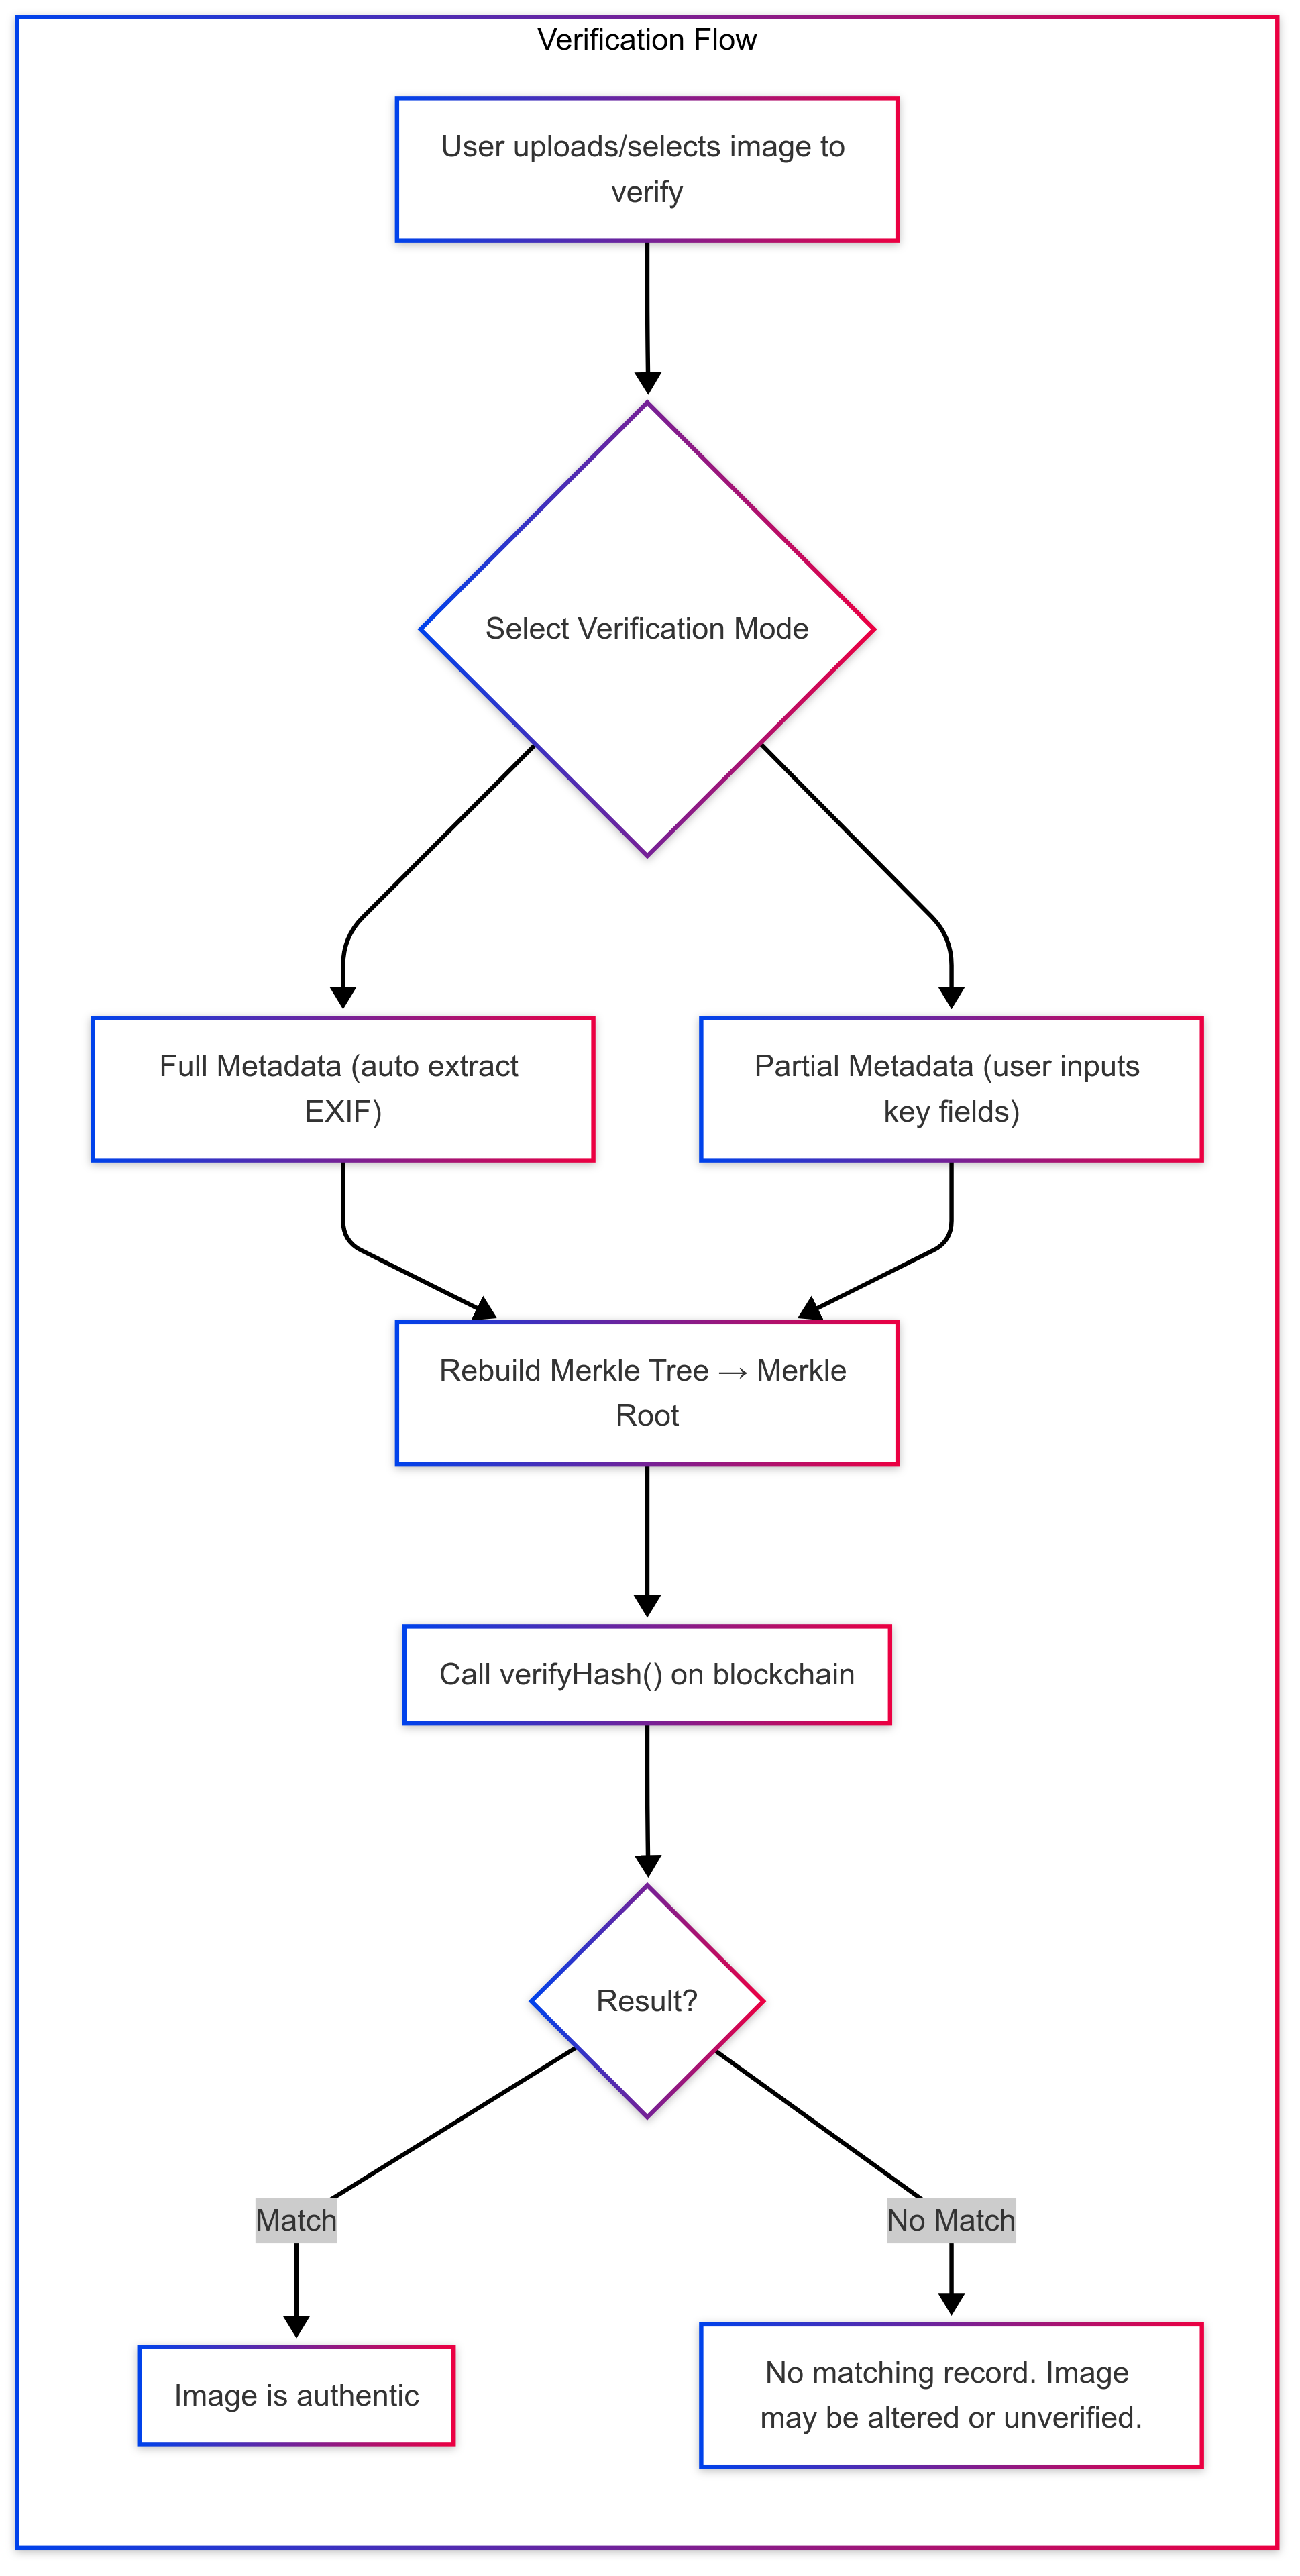 Verification Flow
User uploads/selects image to
verify
Select Verification Mode
Full Metadata (auto extract
EXIF)
Partial Metadata (user inputs
key fields)
Rebuild Merkle Tree → Merkle
Root
Call verifyHash() on blockchain
Result?
Match
No Match
Image is authentic
No matching record. Image
may be altered or unverified.